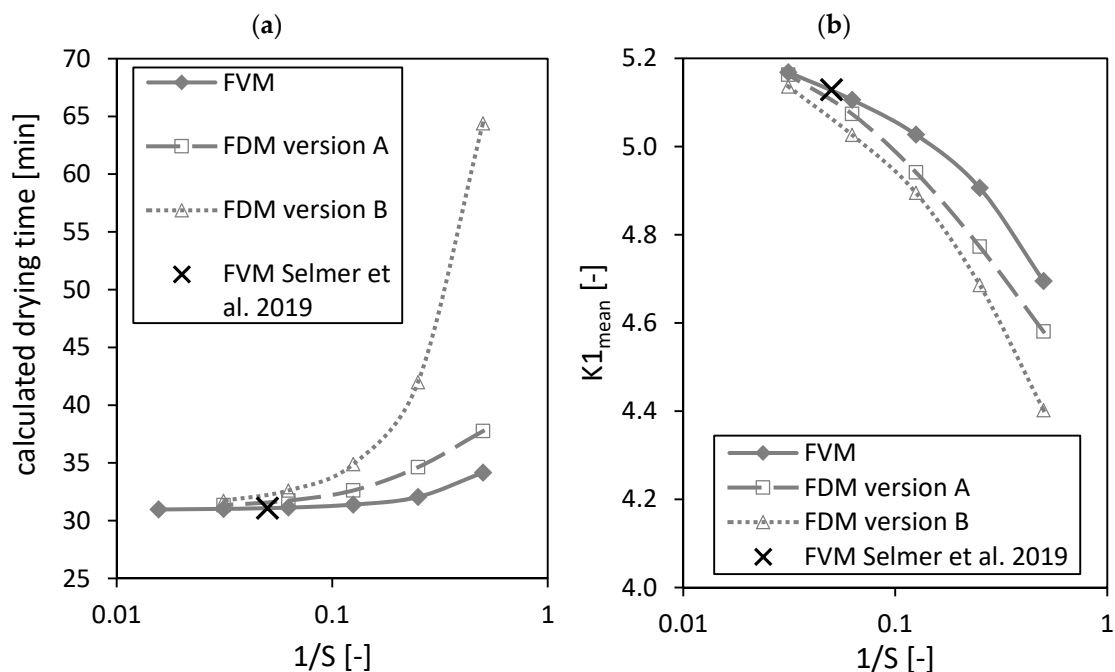 (a)
calculated drying time [min]
70
65
60
55
50
45
40
35
30
25
FVM
FDM version A
FDM version B
FVM Selmer et
al. 2019
0.01
0.1
1
1/S [-]
(b)
K1mean [-]
5.2
5.0
4.8
4.6
4.4
4.2
4.0
FVM
FDM version A
FDM version B
FVM Selmer et al. 2019
0.01
0.1
1
1/S [-]